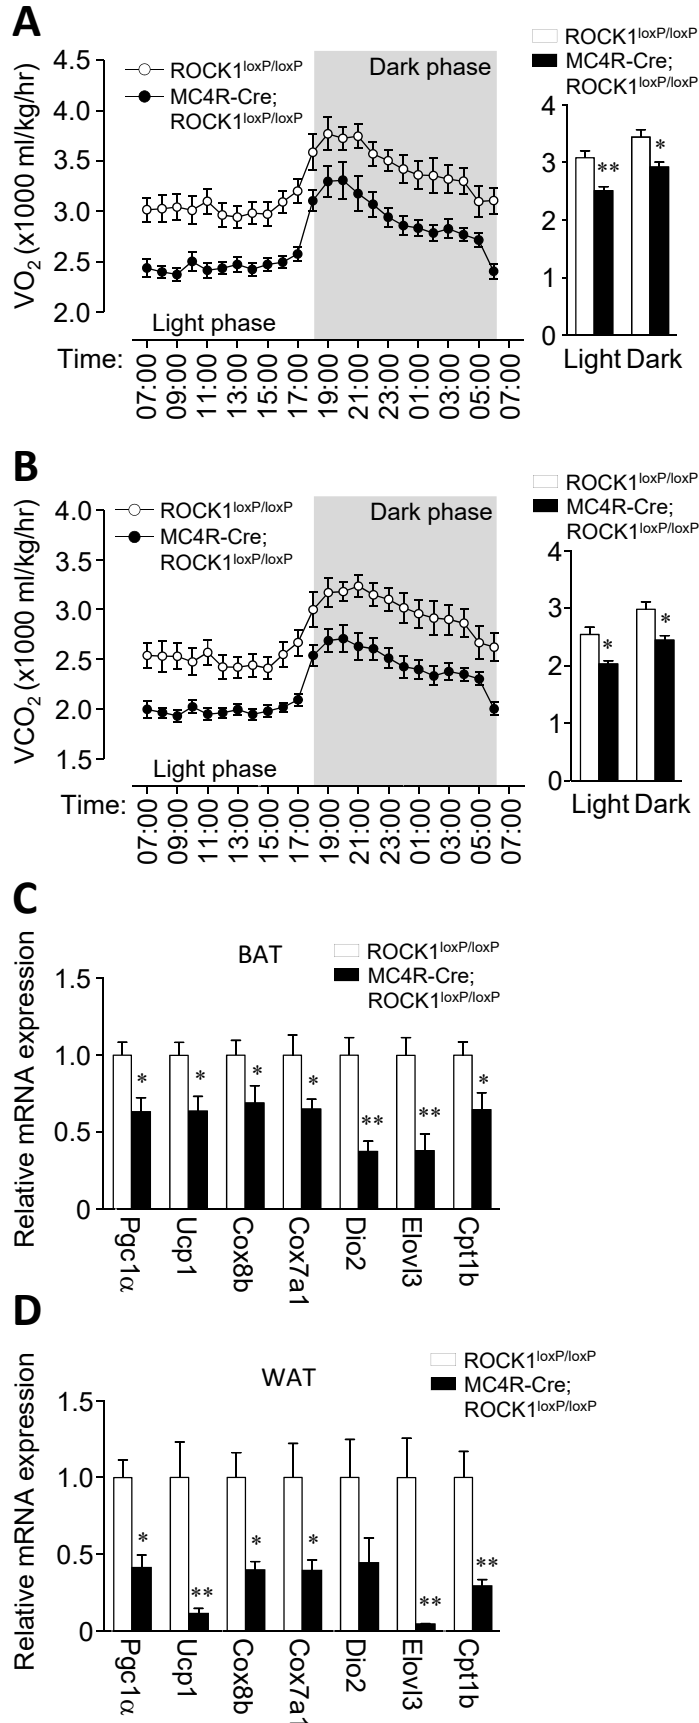 A
ROCK1loxP/loxP
MC4R-Cre;
ROCK1loxP/loxP
Dark phase
ROCK1loxP/loxP
MC4R-Cre;
ROCK1loxP/loxP
VO2 (x1000 ml/kg/hr)
4.5
4.0
3.5
3.0
2.5
2.0
Light phase
Time:
07:00
09:00
11:00
13:00
15:00
17:00
19:00
21:00
23:00
01:00
03:00
05:00
07:00
4
3
2
1
0
**
*
Light Dark
B
ROCK1loxP/loxP
MC4R-Cre;
ROCK1loxP/loxP
Dark phase
ROCK1loxP/loxP
MC4R-Cre;
ROCK1loxP/loxP
VCO2 (x1000 ml/kg/hr)
4.0
3.5
3.0
2.5
2.0
1.5
Light phase
Time:
07:00
09:00
11:00
13:00
15:00
17:00
19:00
21:00
23:00
01:00
03:00
05:00
07:00
4
3
2
1
0
*
*
Light Dark
C
BAT
ROCK1loxP/loxP
MC4R-Cre;
ROCK1loxP/loxP
Relative mRNA expression
1.5
1.0
0.5
0
*
*
*
*
**
**
*
Pgc1α
Ucp1
Cox8b
Cox7a1
Dio2
Elovl3
Cpt1b
D
WAT
ROCK1loxP/loxP
MC4R-Cre;
ROCK1loxP/loxP
Relative mRNA expression
1.5
1.0
0.5
0
*
**
*
*
**
**
Pgc1α
Ucp1
Cox8b
Cox7a1
Dio2
Elovl3
Cpt1b